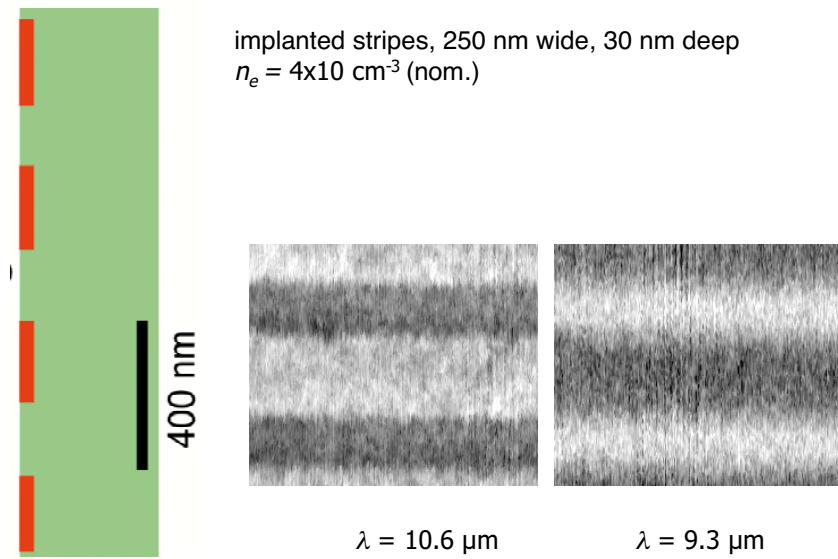 implanted stripes, 250 nm wide, 30 nm deep
n_e = 4x10 cm⁻³ (nom.)
400 nm
λ = 10.6 μm
λ = 9.3 μm